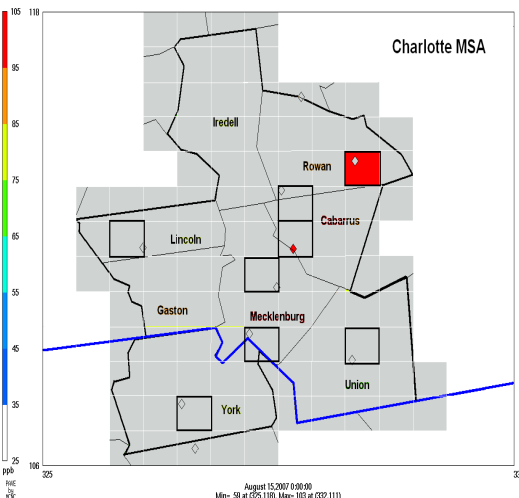 105
118
Charlotte MSA
95
85
Iredell
75
Rowan
65
Cabarrus
Lincoln
55
Gaston
Mecklenburg
45
Union
35
York
25
106
ppb
325
PAVE
by
August 15,2007 0:00:00
Min= 59 at (325,118), Max= 103 at (332,111)